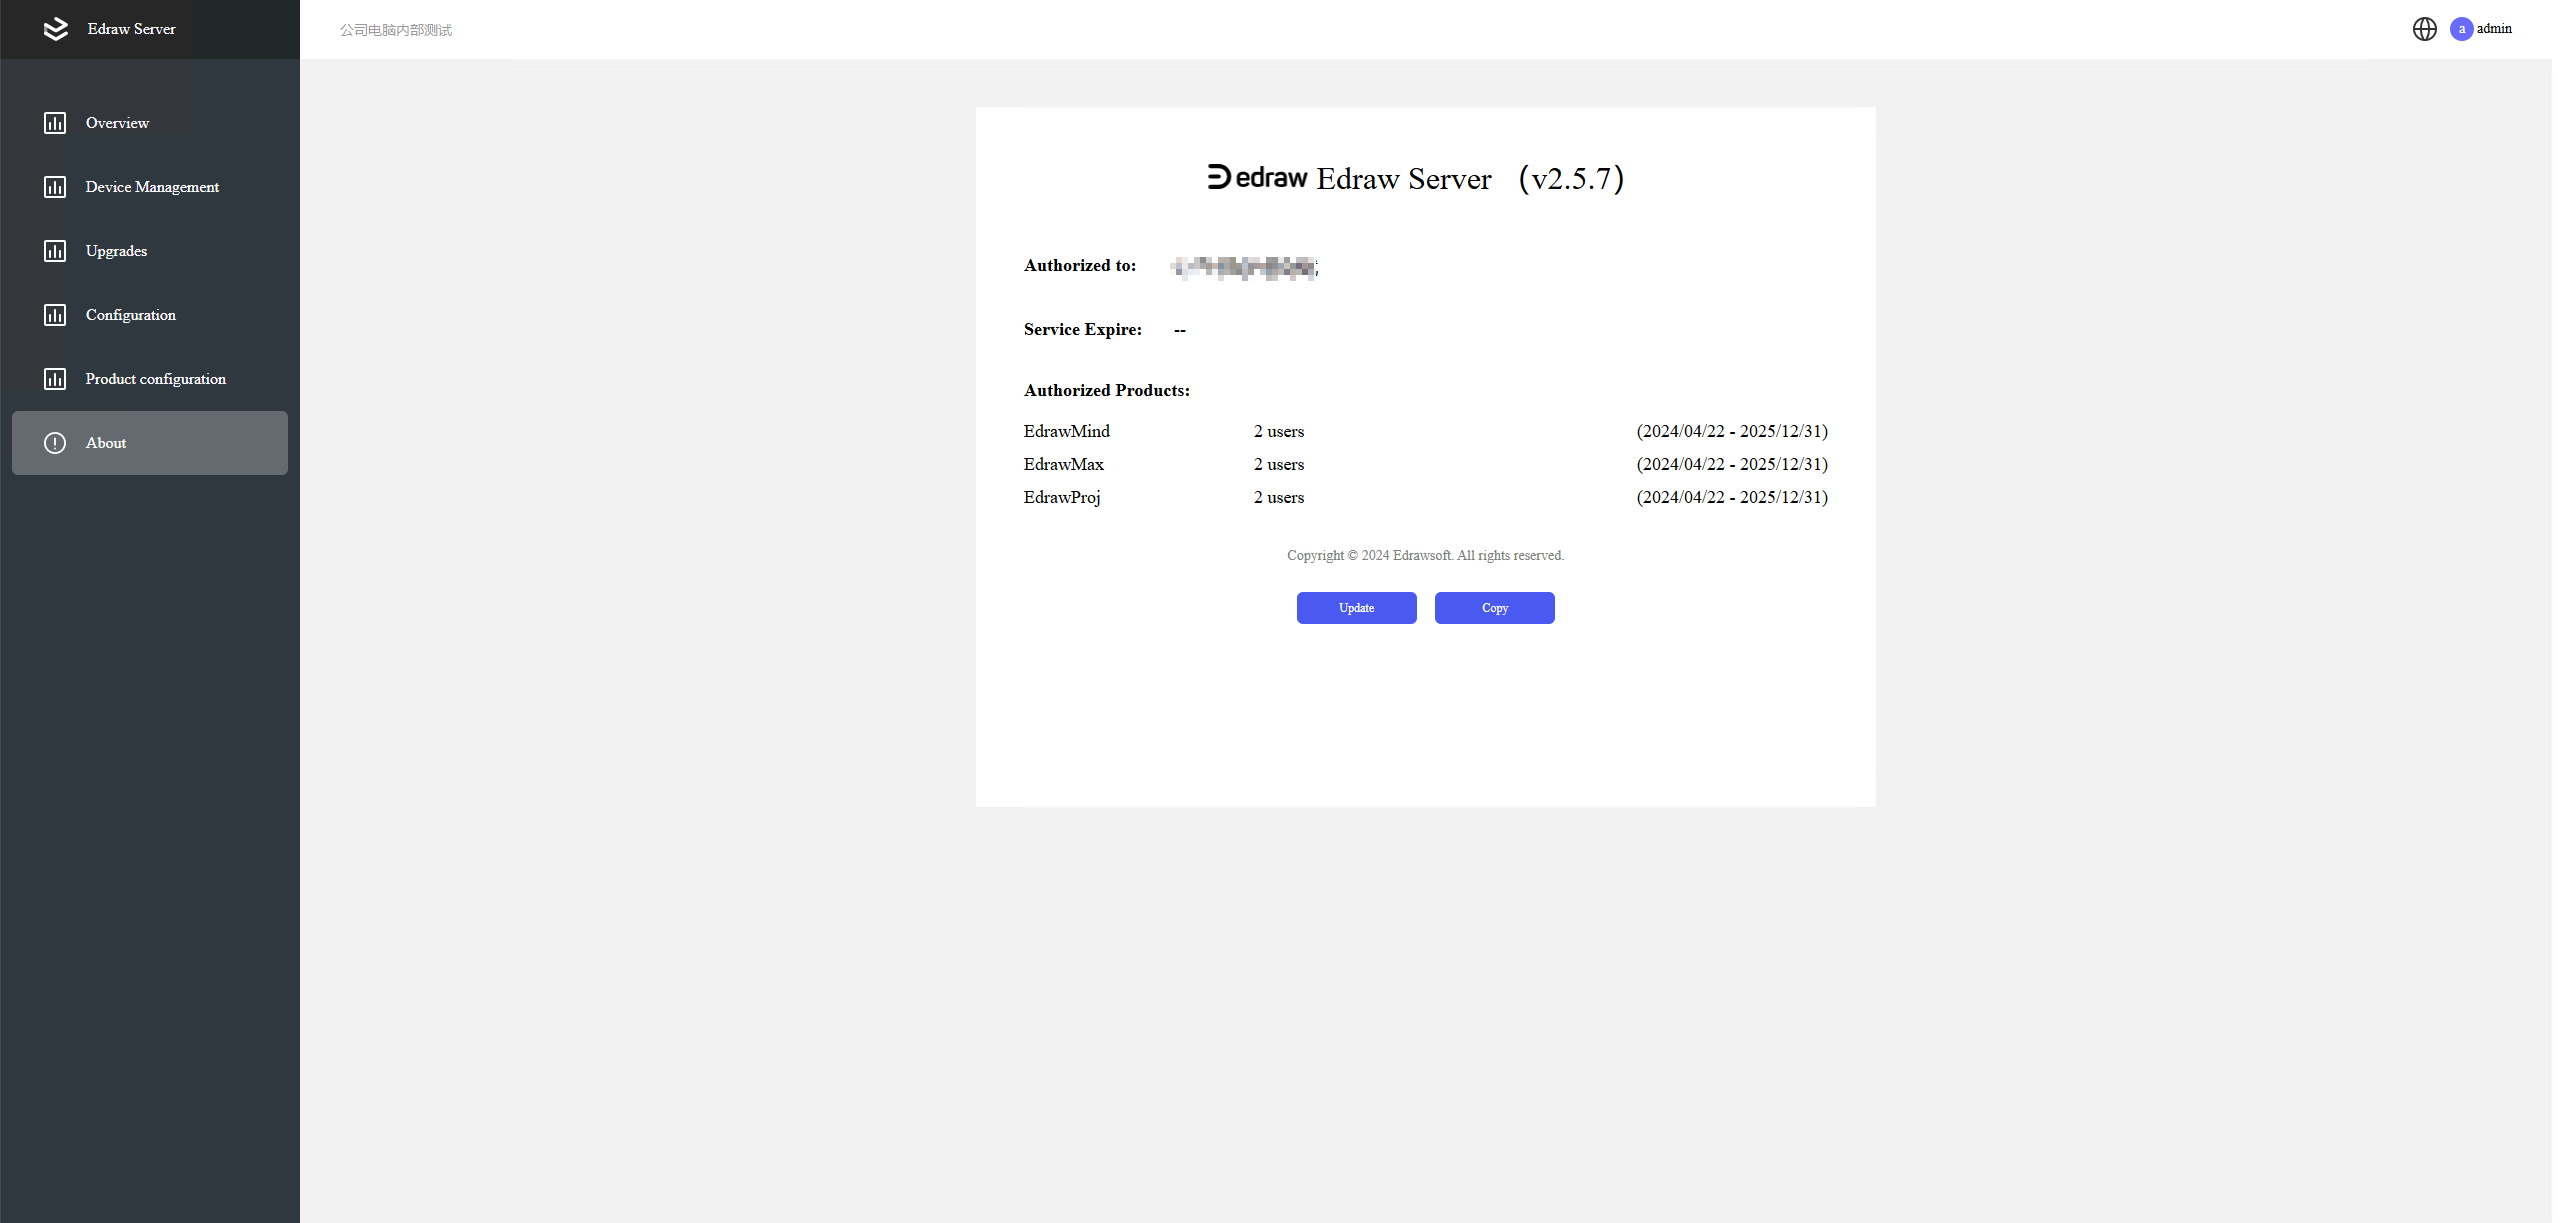 Edraw Server
公司电脑内部测试
a admin
Overview
Device Management
Upgrades
Configuration
Product configuration
About
edraw Edraw Server （v2.5.7）
Authorized to:
Service Expire: --
Authorized Products:
EdrawMind 2 users (2024/04/22 - 2025/12/31)
EdrawMax 2 users (2024/04/22 - 2025/12/31)
EdrawProj 2 users (2024/04/22 - 2025/12/31)
Copyright © 2024 Edrawsoft. All rights reserved.
Update Copy